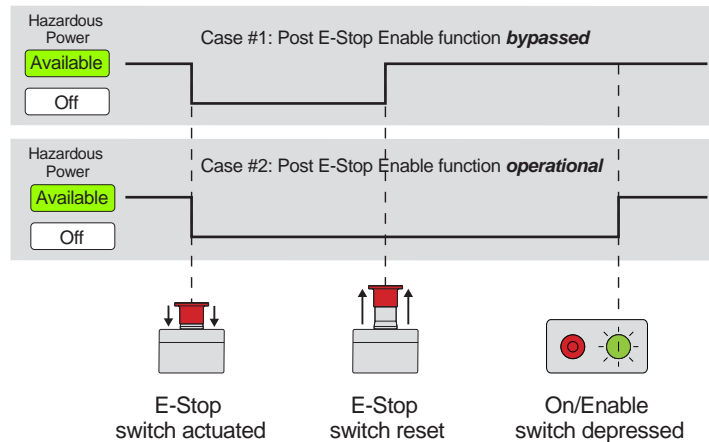 Hazardous
Power
Case #1: Post E-Stop Enable function bypassed
Available
Off
Hazardous
Power
Case #2: Post E-Stop Enable function operational
Available
Off
E-Stop
switch actuated
E-Stop
switch reset
On/Enable
switch depressed